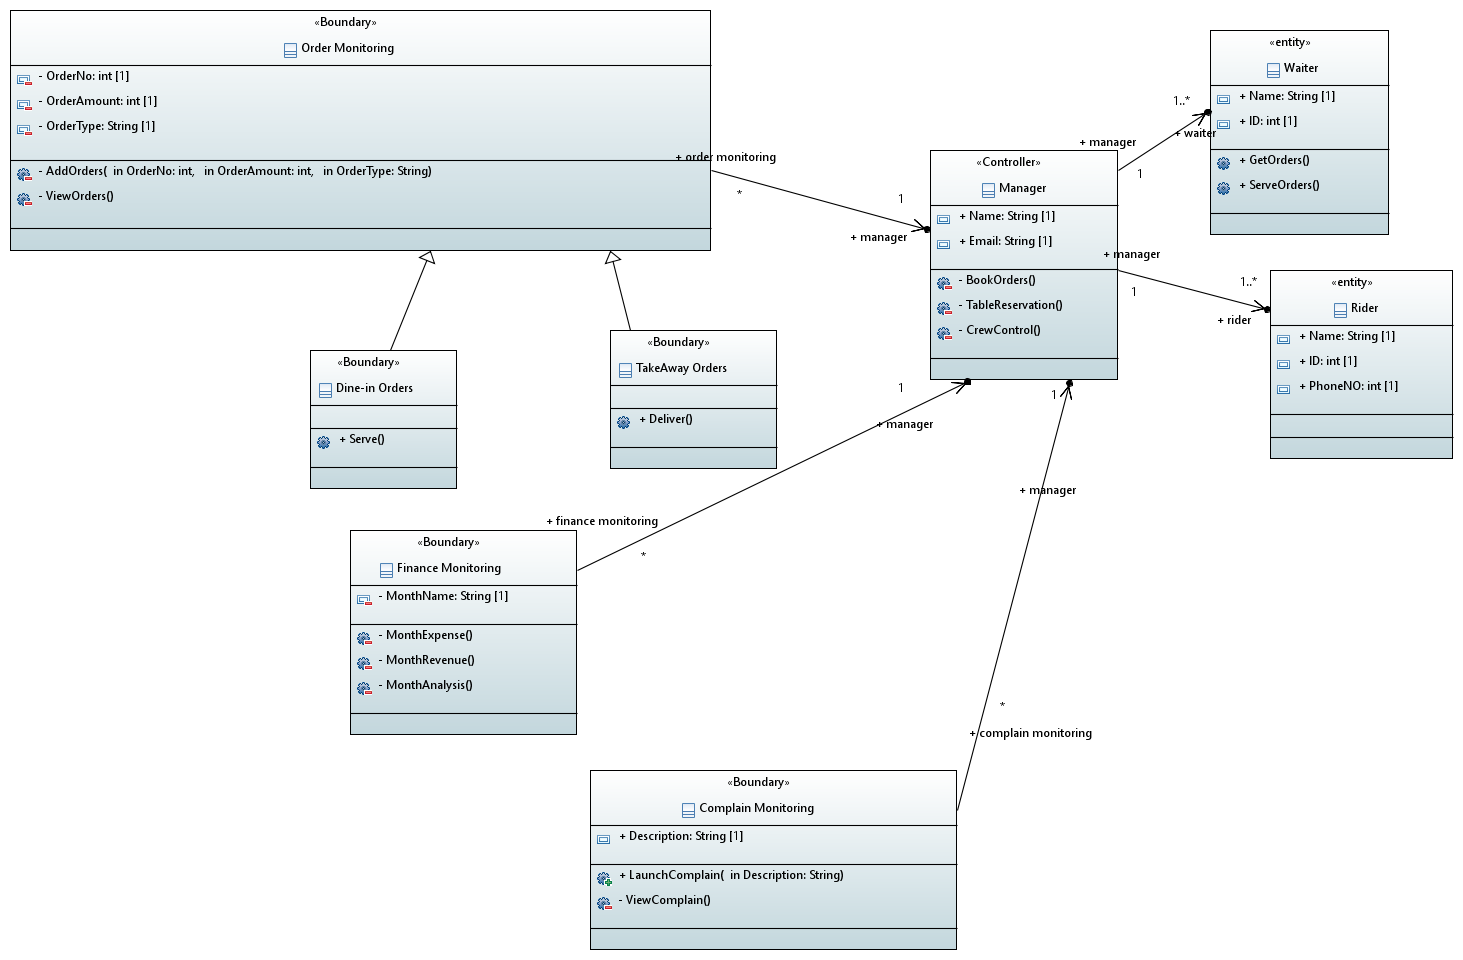 «Boundary»
Order Monitoring
- OrderNo: int [1]
- OrderAmount: int [1]
- OrderType: String [1]
- AddOrders(  in OrderNo: int,   in OrderAmount: int,   in OrderType: String)
- ViewOrders()
+ order monitoring
*
1
+ manager
«Controller»
Manager
+ Name: String [1]
+ Email: String [1]
- BookOrders()
- TableReservation()
- CrewControl()
+ manager
1
1..*
+ waiter
«entity»
Waiter
+ Name: String [1]
+ ID: int [1]
+ GetOrders()
+ ServeOrders()
+ manager
1
1..*
+ rider
«entity»
Rider
+ Name: String [1]
+ ID: int [1]
+ PhoneNO: int [1]
«Boundary»
Dine-in Orders
+ Serve()
«Boundary»
TakeAway Orders
+ Deliver()
1
+ manager
1
+ manager
+ finance monitoring
*
«Boundary»
Finance Monitoring
- MonthName: String [1]
- MonthExpense()
- MonthRevenue()
- MonthAnalysis()
*
+ complain monitoring
«Boundary»
Complain Monitoring
+ Description: String [1]
+ LaunchComplain(  in Description: String)
- ViewComplain()